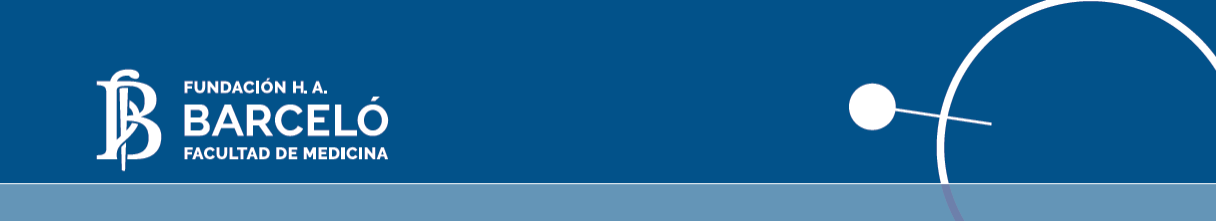 FUNDACIÓN H. A.
BARCELÓ
FACULTAD DE MEDICINA